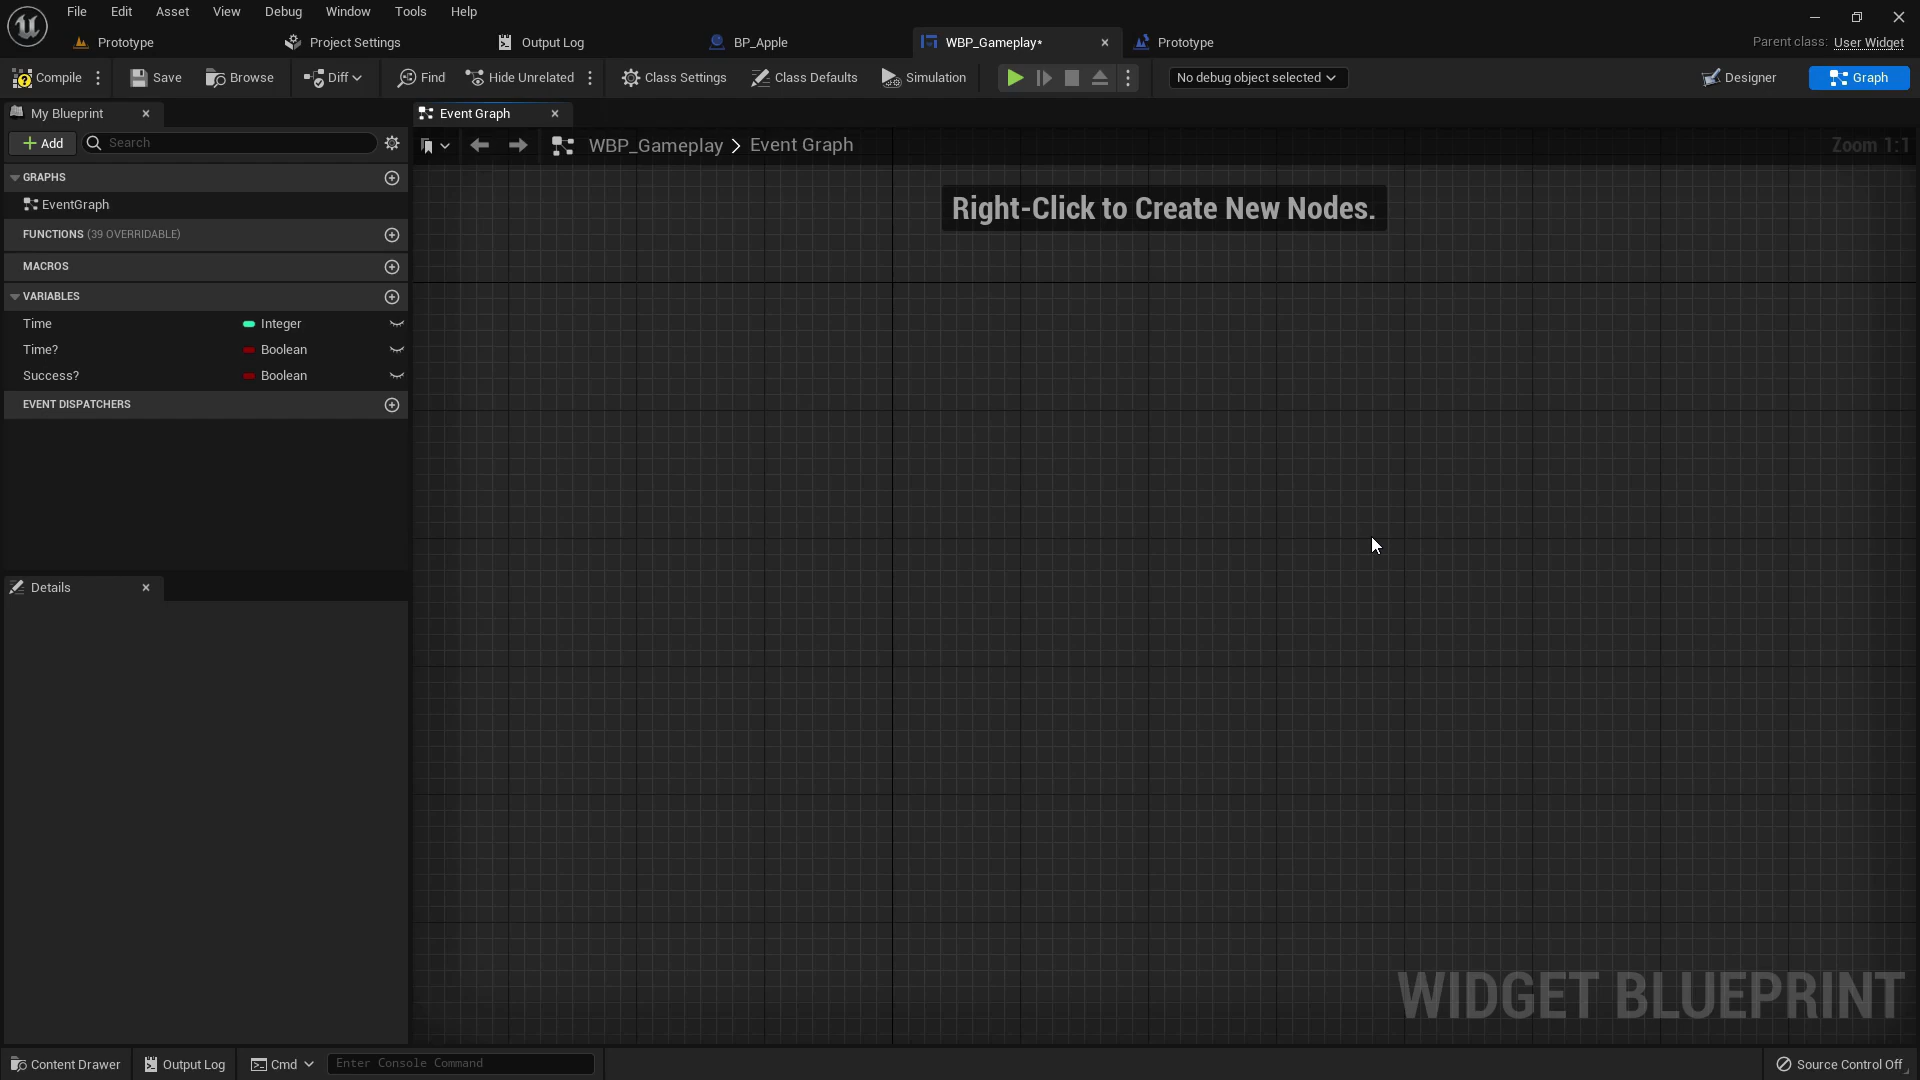 File Edit Asset View Debug Window Tools Help
Prototype Project Settings Output Log BP_Apple WBP_Gameplay* Prototype Parent class: User Widget
Compile Save Browse Diff Find Hide Unrelated Class Settings Class Defaults Simulation No debug object selected Designer Graph
My Blueprint Event Graph
Add Search WBP_Gameplay > Event Graph Zoom 1:1
GRAPHS
EventGraph
Right-Click to Create New Nodes.
FUNCTIONS (39 OVERRIDABLE)
MACROS
VARIABLES
Time Integer
Time? Boolean
Success? Boolean
EVENT DISPATCHERS
Details
WIDGET BLUEPRINT
Content Drawer Output Log Cmd Enter Console Command Source Control Off